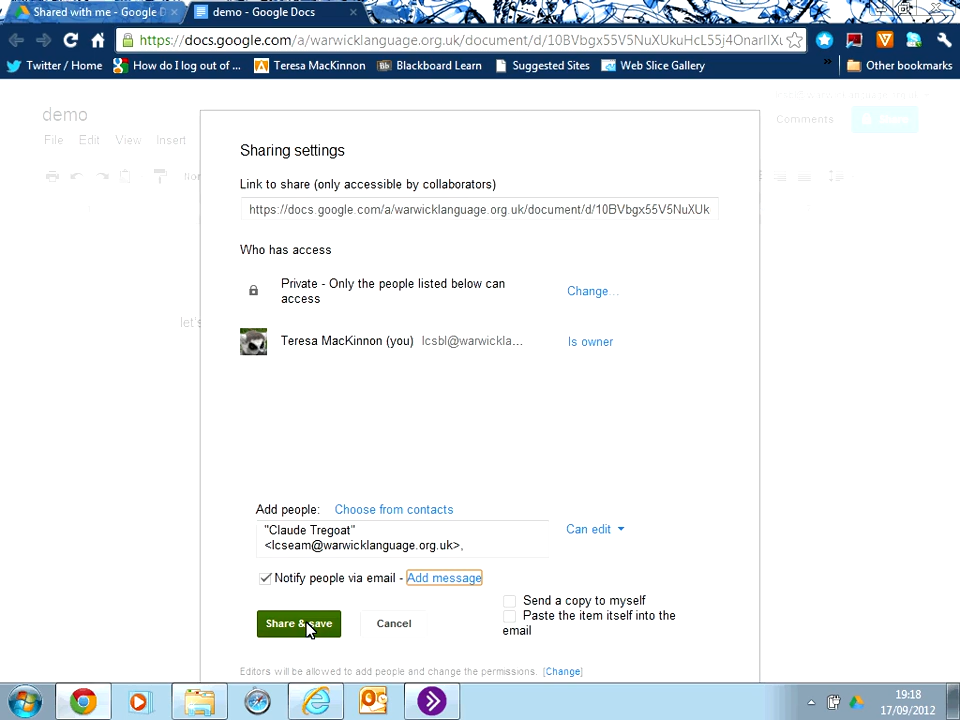 Shared with me - Google D
demo - Google Docs
https://docs.google.com/a/warwicklanguage.org.uk/document/d/10BVbgx55V5NuXUkuHcL55j4OnarIIXu
Twitter / Home
How do I log out of ...
Teresa MacKinnon
Blackboard Learn
Suggested Sites
Web Slice Gallery
»
Other bookmarks
demo
Comments
File Edit View Insert
Sharing settings
Link to share (only accessible by collaborators)
https://docs.google.com/a/warwicklanguage.org.uk/document/d/10BVbgx55V5NuXUk
Who has access
Private - Only the people listed below can
access
Change...
Teresa MacKinnon (you) lcsbl@warwickla...
Is owner
let's
Add people: Choose from contacts
"Claude Tregoat"
<lcseam@warwicklanguage.org.uk>,
Can edit
Notify people via email - Add message
Send a copy to myself
Paste the item itself into the
email
Share & save
Cancel
Editors will be allowed to add people and change the permissions. [Change]
19:18
17/09/2012